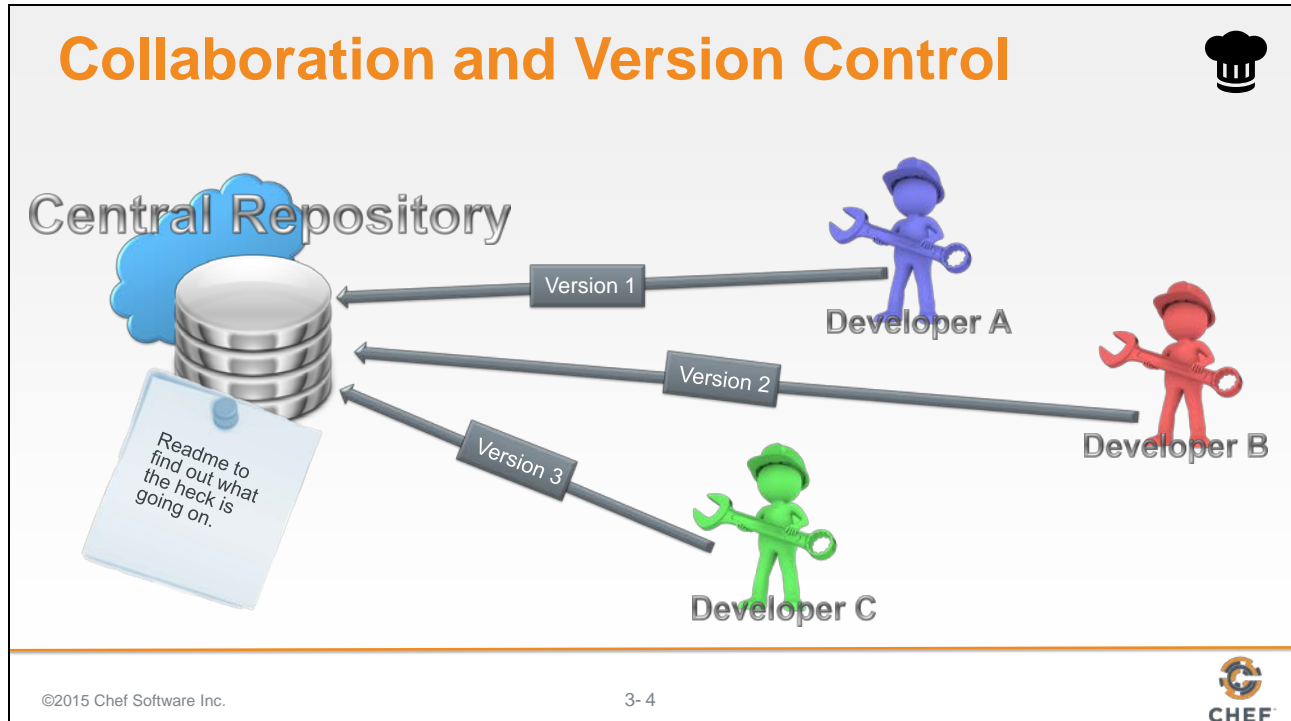 Collaboration and Version Control
Central Repository
Version 1
Developer A
Version 2
Developer B
Version 3
Readme to
find out what
the heck is
going on.
Developer C
©2015 Chef Software Inc.
3- 4
CHEF